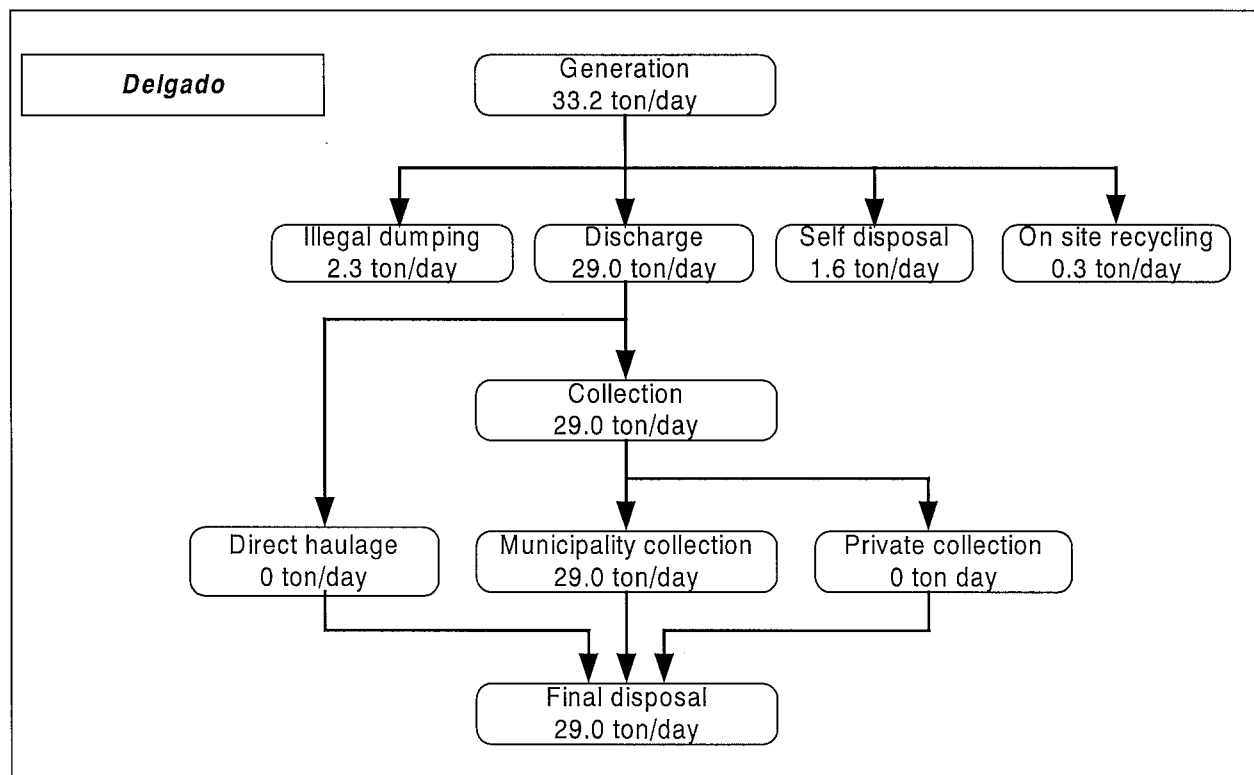 Delgado
Generation
33.2 ton/day
Illegal dumping
2.3 ton/day
Discharge
29.0 ton/day
Self disposal
1.6 ton/day
On site recycling
0.3 ton/day
Collection
29.0 ton/day
Direct haulage
0 ton/day
Municipality collection
29.0 ton/day
Private collection
0 ton day
Final disposal
29.0 ton/day